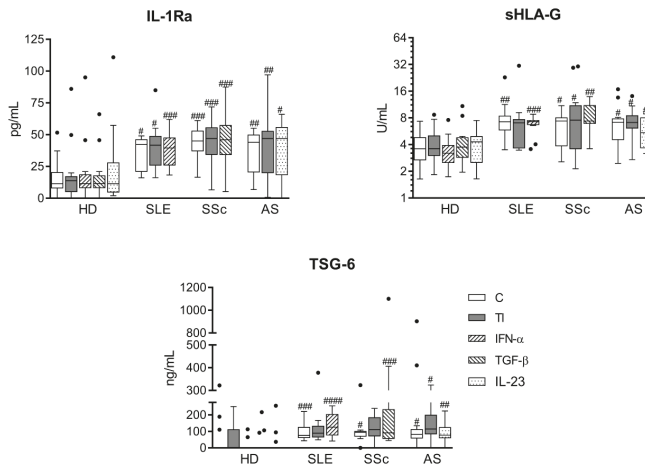 IL-1Ra
125
100
75
50
25
0
pg/mL
# # ###
### ### ###
## ## #
HD SLE SSc AS
sHLA-G
64
32
16
8
4
2
1
U/mL
## ###
# # ##
# # #
HD SLE SSc AS
TSG-6
1200
1000
800
600
500
400
300
200
100
0
ng/mL
### ####
# ###
# # ##
HD SLE SSc AS
C
TI
IFN-α
TGF-β
IL-23